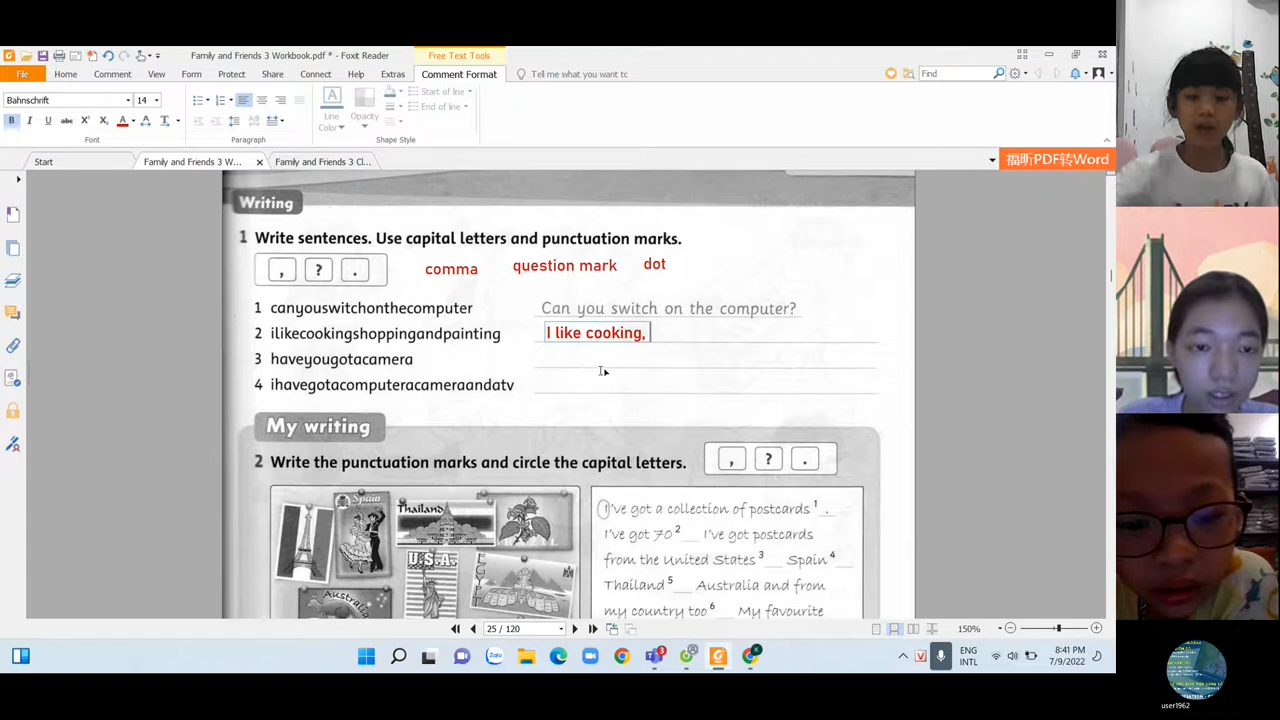 Family and Friends 3 Workbook.pdf * - Foxit Reader
Free Text Tools
File Home Comment View Form Protect Share Connect Help Extras Comment Format Tell me what you want tc
Find
Bahnschrift 14
Start of line
End of line
Line Color
Opacity
Font Paragraph Shape Style
Start Family and Friends 3 W... Family and Friends 3 Cl...
福昕PDF转Word
Writing
1 Write sentences. Use capital letters and punctuation marks.
, ? . comma question mark dot
1 canyouswitchonthecomputer Can you switch on the computer?
2 ilikecookingshoppingandpainting I like cooking,
3 haveyougotacamera
4 ihavegotacomputeracameraandatv
My writing
2 Write the punctuation marks and circle the capital letters. , ? .
Spain
Thailand
U.S.A.
EGYPT
Australia
I've got a collection of postcards 1 .
I've got 70 2 __ I've got postcards
from the United States 3 __ Spain 4 __
Thailand 5 __ Australia and from
my country too 6 __ My favourite
25 / 120
150%
ENG
INTL
8:41 PM
7/9/2022
user1962